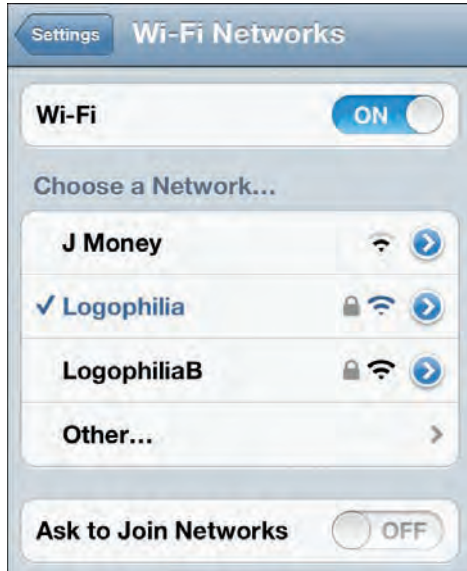 Settings Wi-Fi Networks
Wi-Fi ON
Choose a Network...
J Money
✓ Logophilia
LogophiliaB
Other...
Ask to Join Networks OFF